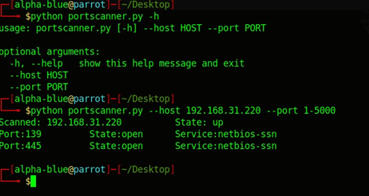 [alpha-blue@parrot]-[~/Desktop]
$python portscanner.py -h
usage: portscanner.py [-h] --host HOST --port PORT
optional arguments:
-h, --help show this help message and exit
--host HOST
--port PORT
[alpha-blue@parrot]-[~/Desktop]
$python portscanner.py --host 192.168.31.220 --port 1-5000
Scanned: 192.168.31.220 State: up
Port:139 State:open Service:netbios-ssn
Port:445 State:open Service:netbios-ssn
[alpha-blue@parrot]-[~/Desktop]
$